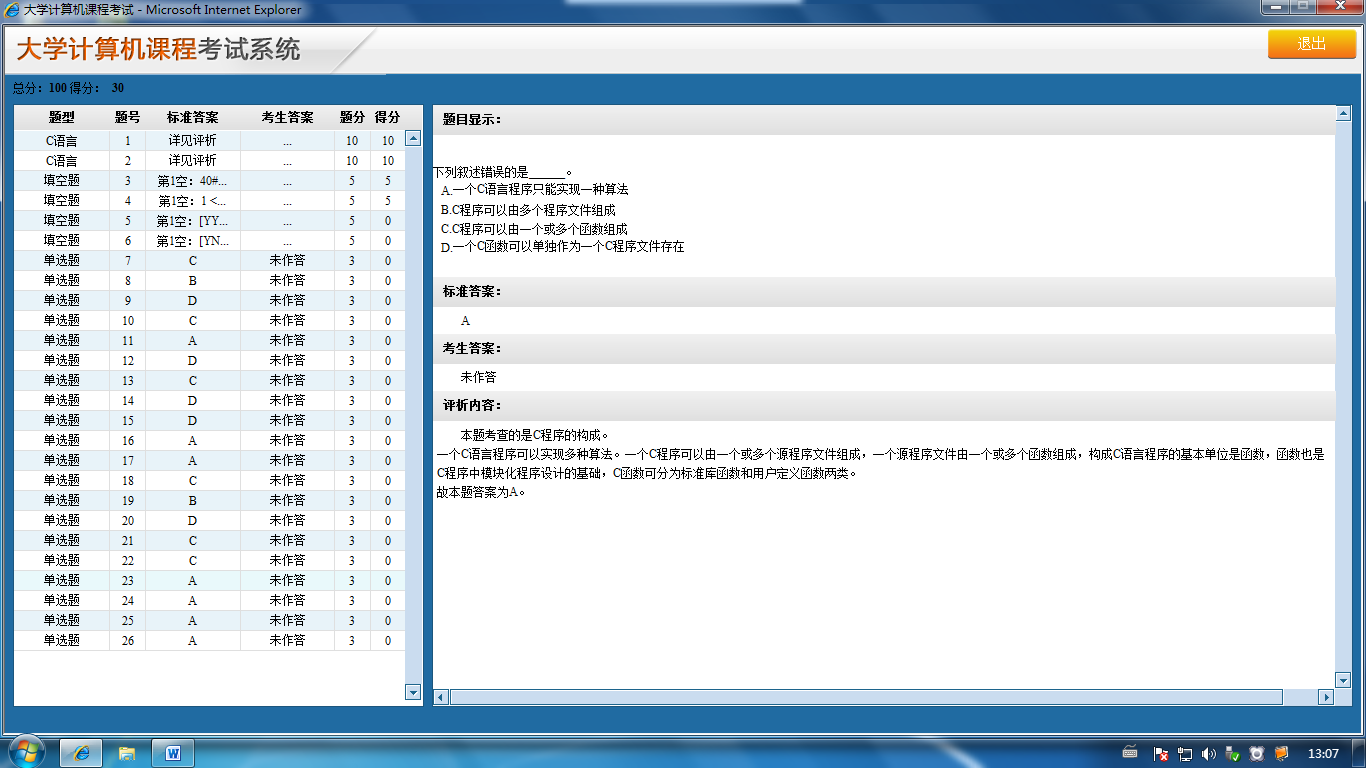 大学计算机课程考试 - Microsoft Internet Explorer
大学计算机课程考试系统
退出
总分：100 得分： 30
题型 题号 标准答案 考生答案 题分 得分
C语言 1 详见评析 ... 10 10
C语言 2 详见评析 ... 10 10
填空题 3 第1空：40#... ... 5 5
填空题 4 第1空：1 <... ... 5 5
填空题 5 第1空：[YY... ... 5 0
填空题 6 第1空：[YN... ... 5 0
单选题 7 C 未作答 3 0
单选题 8 B 未作答 3 0
单选题 9 D 未作答 3 0
单选题 10 C 未作答 3 0
单选题 11 A 未作答 3 0
单选题 12 D 未作答 3 0
单选题 13 C 未作答 3 0
单选题 14 D 未作答 3 0
单选题 15 D 未作答 3 0
单选题 16 A 未作答 3 0
单选题 17 A 未作答 3 0
单选题 18 C 未作答 3 0
单选题 19 B 未作答 3 0
单选题 20 D 未作答 3 0
单选题 21 C 未作答 3 0
单选题 22 C 未作答 3 0
单选题 23 A 未作答 3 0
单选题 24 A 未作答 3 0
单选题 25 A 未作答 3 0
单选题 26 A 未作答 3 0
题目显示：
下列叙述错误的是______。
A.一个C语言程序只能实现一种算法
B.C程序可以由多个程序文件组成
C.C程序可以由一个或多个函数组成
D.一个C函数可以单独作为一个C程序文件存在
标准答案：
A
考生答案：
未作答
评析内容：
本题考查的是C程序的构成。
一个C语言程序可以实现多种算法。一个C程序可以由一个或多个源程序文件组成，一个源程序文件由一个或多个函数组成，构成C语言程序的基本单位是函数，函数也是
C程序中模块化程序设计的基础，C函数可分为标准库函数和用户定义函数两类。
故本题答案为A。
13:07